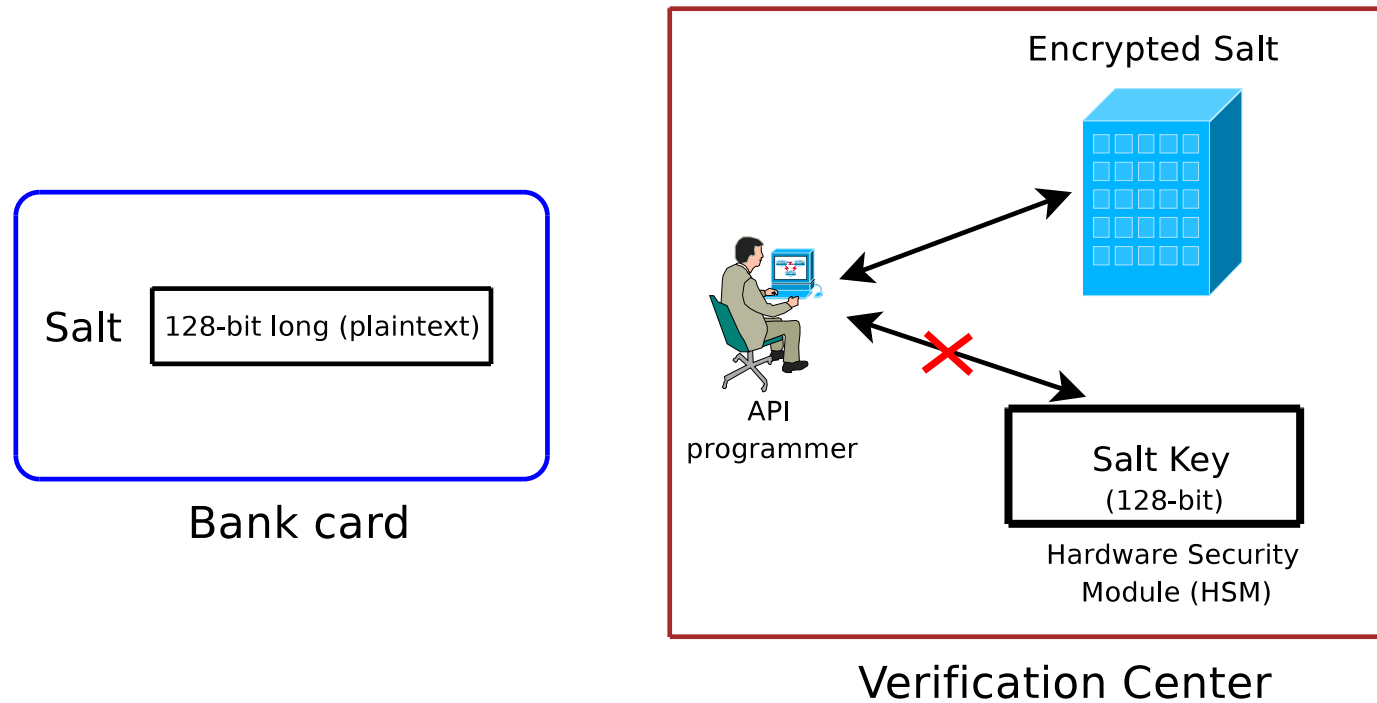 Salt
128-bit long (plaintext)
Bank card
Encrypted Salt
API
programmer
Salt Key
(128-bit)
Hardware Security
Module (HSM)
Verification Center